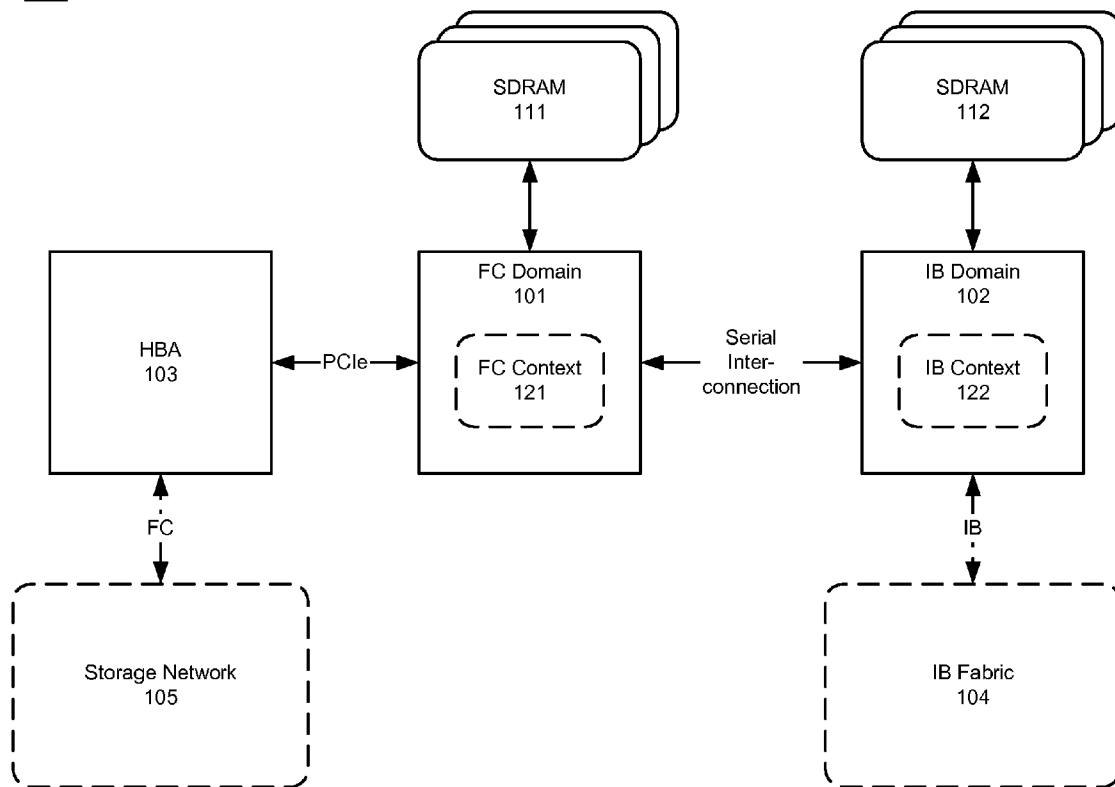 SDRAM
111
SDRAM
112
HBA
103
PCIe
FC Domain
101
FC Context
121
Serial
Inter-
connection
IB Domain
102
IB Context
122
FC
IB
Storage Network
105
IB Fabric
104